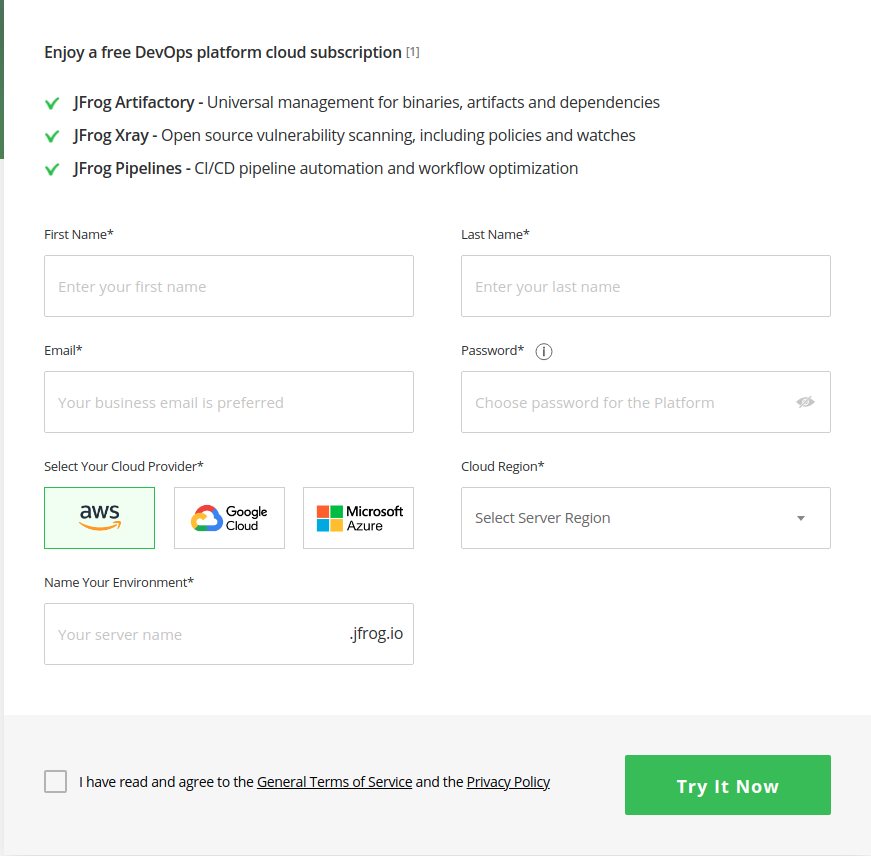 Enjoy a free DevOps platform cloud subscription [1]
JFrog Artifactory - Universal management for binaries, artifacts and dependencies
JFrog Xray - Open source vulnerability scanning, including policies and watches
JFrog Pipelines - CI/CD pipeline automation and workflow optimization
First Name*
Last Name*
Enter your first name
Enter your last name
Email*
Password*
Your business email is preferred
Choose password for the Platform
Select Your Cloud Provider*
Cloud Region*
aws
Google Cloud
Microsoft Azure
Select Server Region
Name Your Environment*
Your server name .jfrog.io
I have read and agree to the General Terms of Service and the Privacy Policy
Try It Now